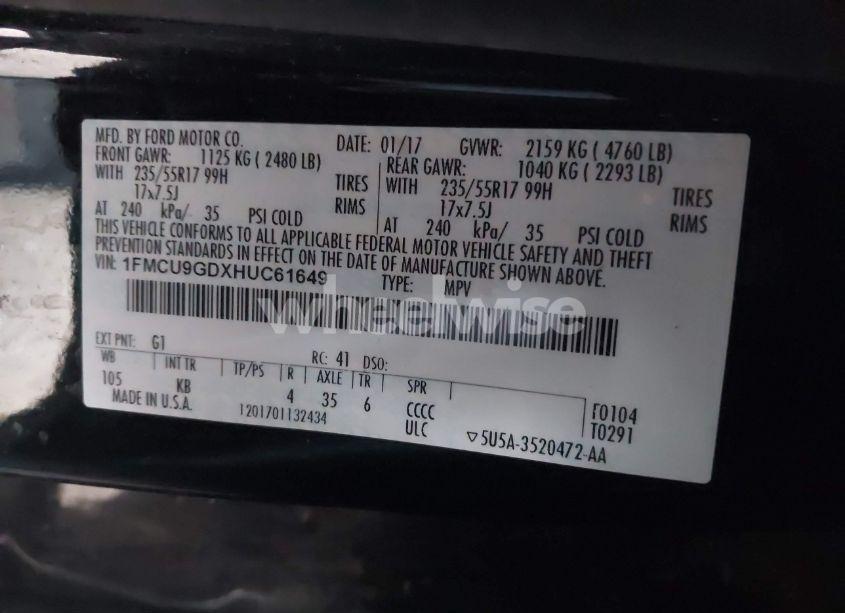 MFD. BY FORD MOTOR CO. DATE: 01/17 GVWR: 2159 KG ( 4760 LB)
FRONT GAWR: 1125 KG ( 2480 LB) REAR GAWR: 1040 KG ( 2293 LB)
WITH 235/55R17 99H TIRES WITH 235/55R17 99H TIRES
17x7.5J RIMS 17x7.5J RIMS
AT 240 kPa/ 35 PSI COLD AT 240 kPa/ 35 PSI COLD
THIS VEHICLE CONFORMS TO ALL APPLICABLE FEDERAL MOTOR VEHICLE SAFETY AND THEFT
PREVENTION STANDARDS IN EFFECT ON THE DATE OF MANUFACTURE SHOWN ABOVE.
VIN: 1FMCU9GDXHUC61649 TYPE: MPV
wheelwise
EXT PNT: G1 RC: 41 DSO:
WB INT TR TP/PS R AXLE TR SPR
105 KB 4 35 6 CCCC F0104
MADE IN U.S.A. 1201701132434 ULC T0291
▽5U5A-3520472-AA